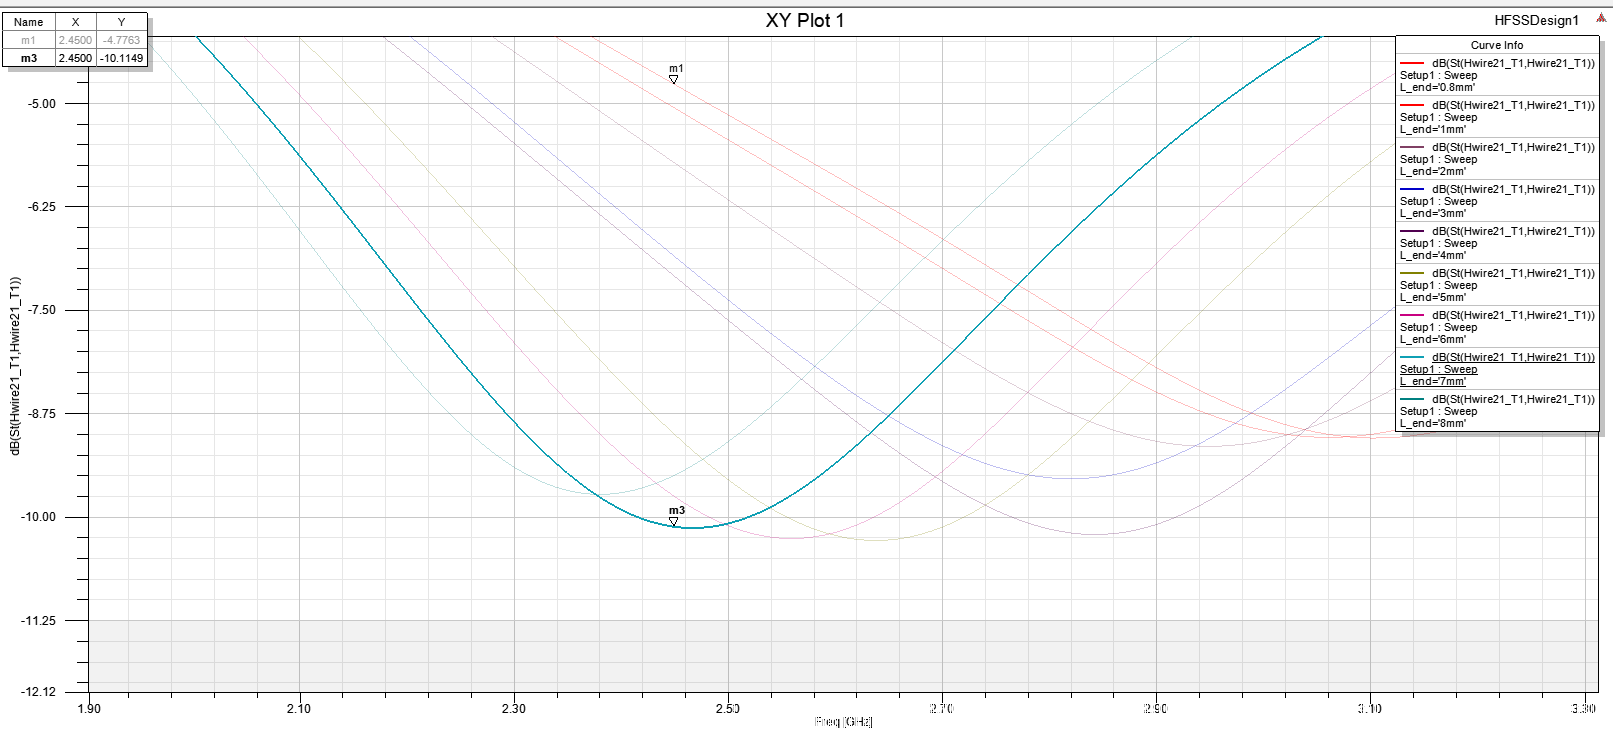 XY Plot 1
HFSSDesign1
Name X Y
m1 2.4500 -4.7763
m3 2.4500 -10.1149
Curve Info
dB(St(Hwire21_T1,Hwire21_T1))
Setup1 : Sweep
L_end='0.8mm'
dB(St(Hwire21_T1,Hwire21_T1))
Setup1 : Sweep
L_end='1mm'
dB(St(Hwire21_T1,Hwire21_T1))
Setup1 : Sweep
L_end='2mm'
dB(St(Hwire21_T1,Hwire21_T1))
Setup1 : Sweep
L_end='3mm'
dB(St(Hwire21_T1,Hwire21_T1))
Setup1 : Sweep
L_end='4mm'
dB(St(Hwire21_T1,Hwire21_T1))
Setup1 : Sweep
L_end='5mm'
dB(St(Hwire21_T1,Hwire21_T1))
Setup1 : Sweep
L_end='6mm'
dB(St(Hwire21_T1,Hwire21_T1))
Setup1 : Sweep
L_end='7mm'
dB(St(Hwire21_T1,Hwire21_T1))
Setup1 : Sweep
L_end='8mm'
m1
m3
dB(St(Hwire21_T1,Hwire21_T1))
-5.00
-6.25
-7.50
-8.75
-10.00
-11.25
-12.12
1.90 2.10 2.30 2.50 2.70 2.90 3.10 3.30
Freq [GHz]